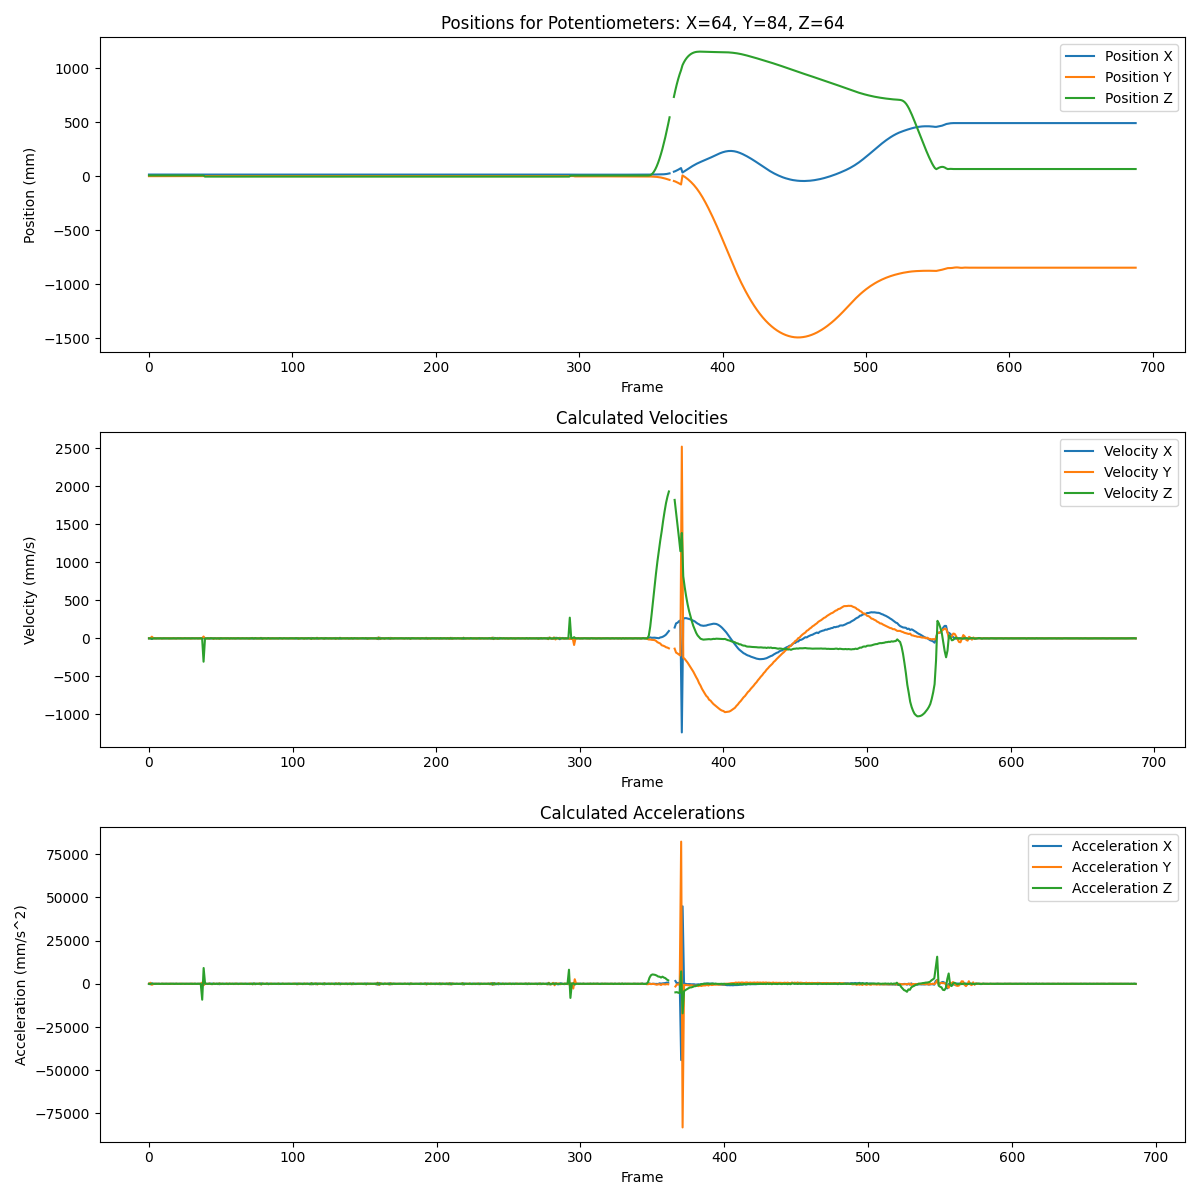 Positions for Potentiometers: X=64, Y=84, Z=64
Position (mm)
1000
500
0
−500
−1000
−1500
Position X
Position Y
Position Z
0 100 200 300 400 500 600 700
Frame
Calculated Velocities
Velocity (mm/s)
2500
2000
1500
1000
500
0
−500
−1000
Velocity X
Velocity Y
Velocity Z
0 100 200 300 400 500 600 700
Frame
Calculated Accelerations
Acceleration (mm/s^2)
75000
50000
25000
0
−25000
−50000
−75000
Acceleration X
Acceleration Y
Acceleration Z
0 100 200 300 400 500 600 700
Frame